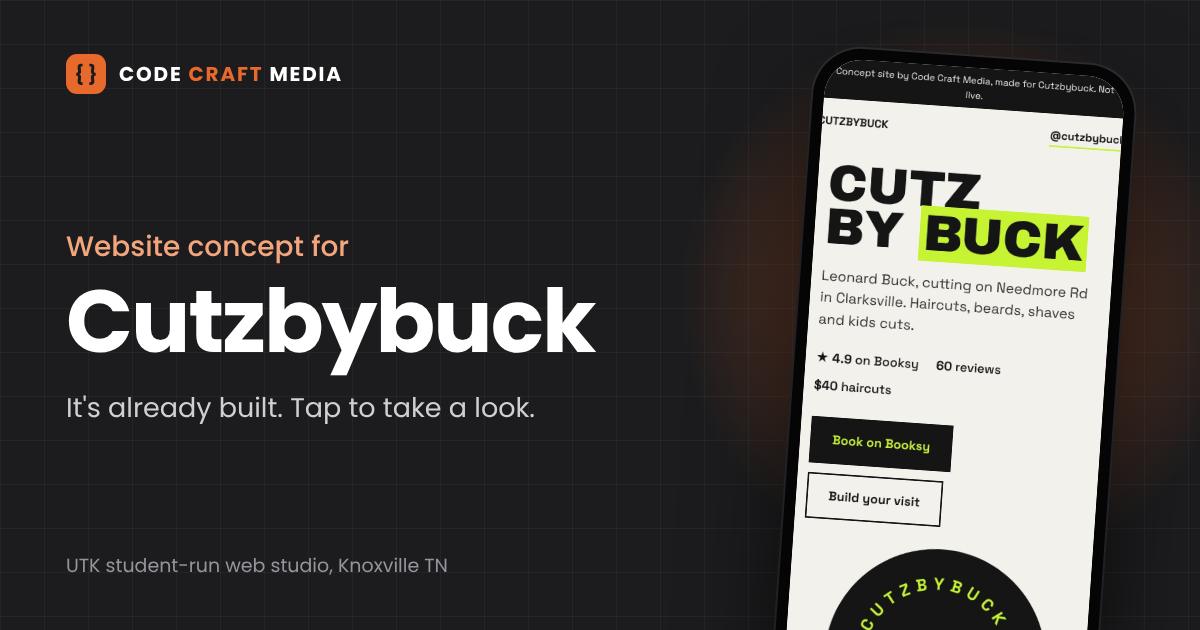 { }
CODE CRAFT MEDIA
Website concept for
Cutzbybuck
It's already built. Tap to take a look.
UTK student-run web studio, Knoxville TN
Concept site by Code Craft Media, made for Cutzbybuck. Not
live.
CUTZBYBUCK
@cutzbybuck
CUTZ
BY BUCK
Leonard Buck, cutting on Needmore Rd
in Clarksville. Haircuts, beards, shaves
and kids cuts.
★ 4.9 on Booksy 60 reviews
$40 haircuts
Book on Booksy
Build your visit
CUTZBYBUCK